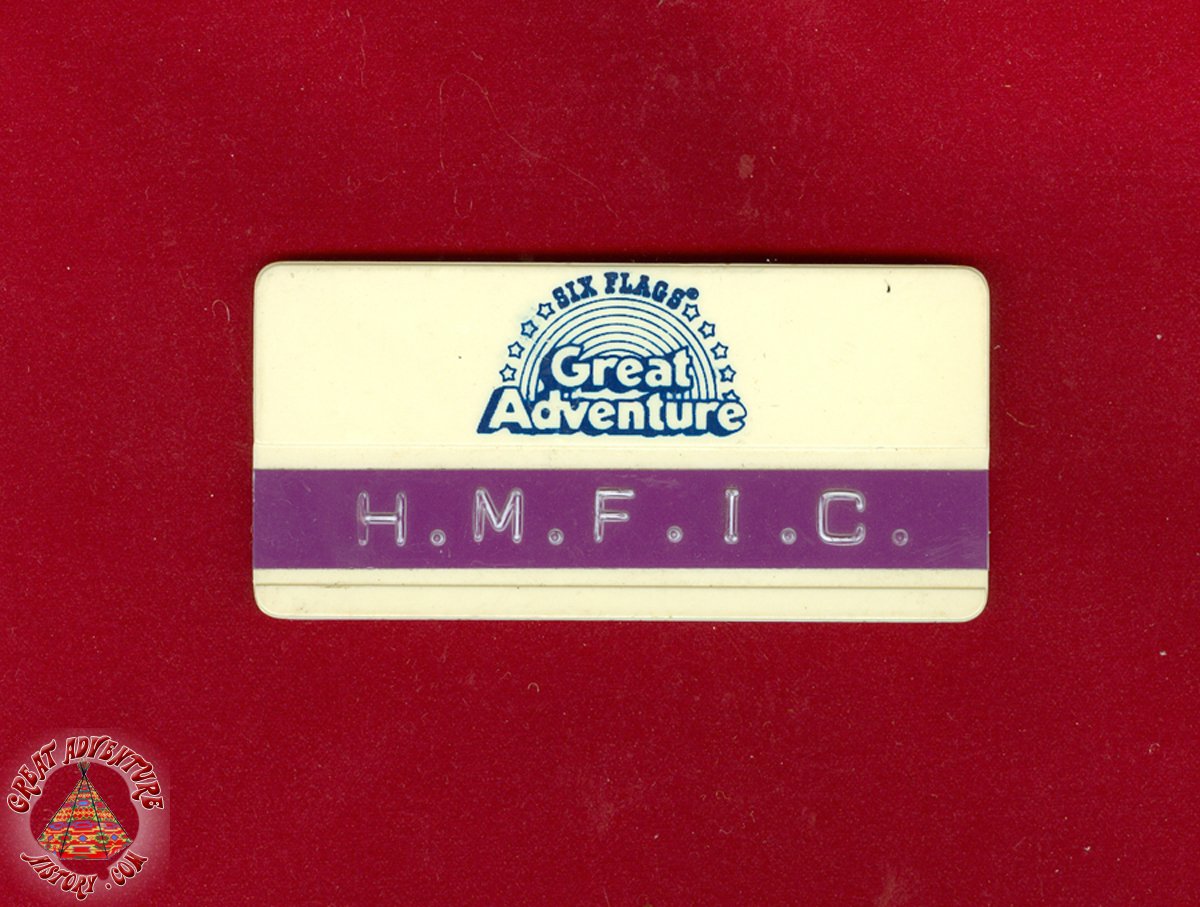 SIX FLAGS®
Great
Adventure
H.M.F.I.C.
GREAT ADVENTURE
HISTORY.COM